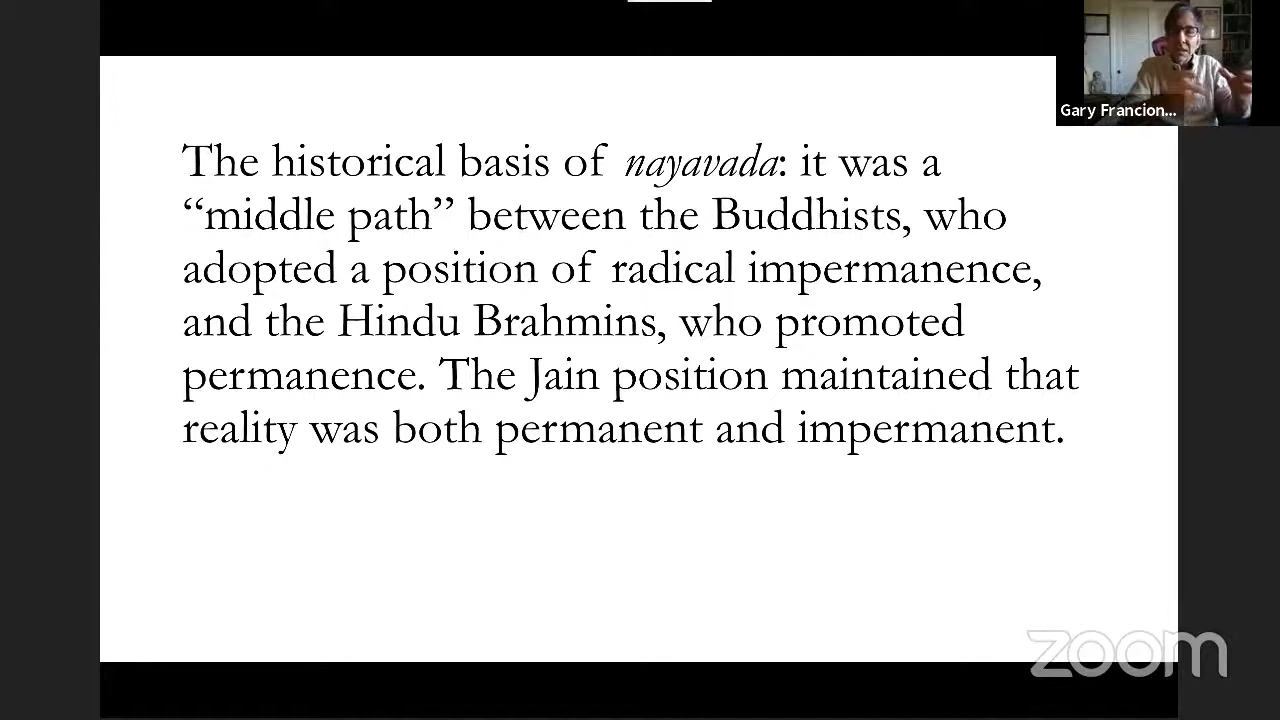 Gary Francion...
The historical basis of nayavada: it was a
“middle path” between the Buddhists, who
adopted a position of radical impermanence,
and the Hindu Brahmins, who promoted
permanence. The Jain position maintained that
reality was both permanent and impermanent.
zoom